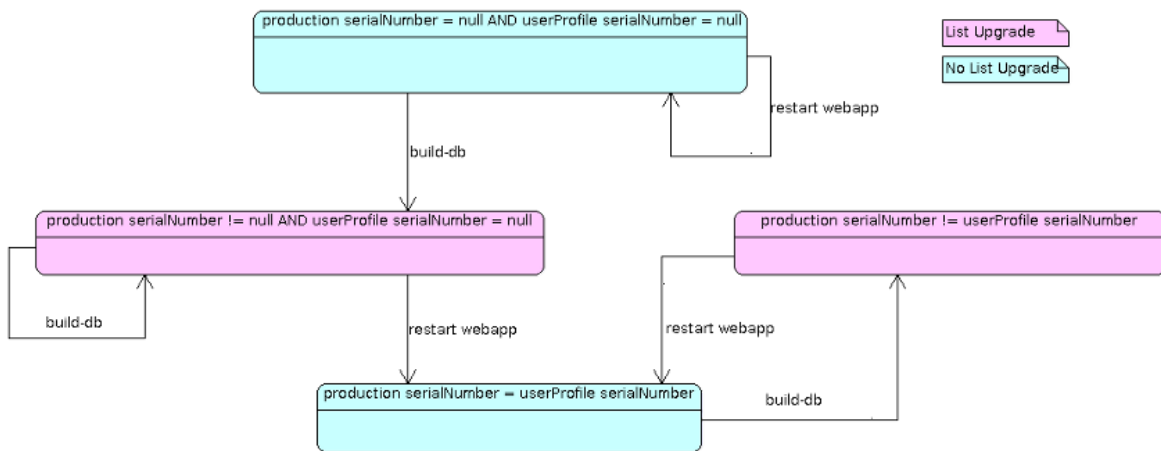 production serialNumber = null AND userProfile serialNumber = null
List Upgrade
No List Upgrade
restart webapp
build-db
production serialNumber != null AND userProfile serialNumber = null
production serialNumber != userProfile serialNumber
build-db
restart webapp
restart webapp
production serialNumber = userProfile serialNumber
build-db